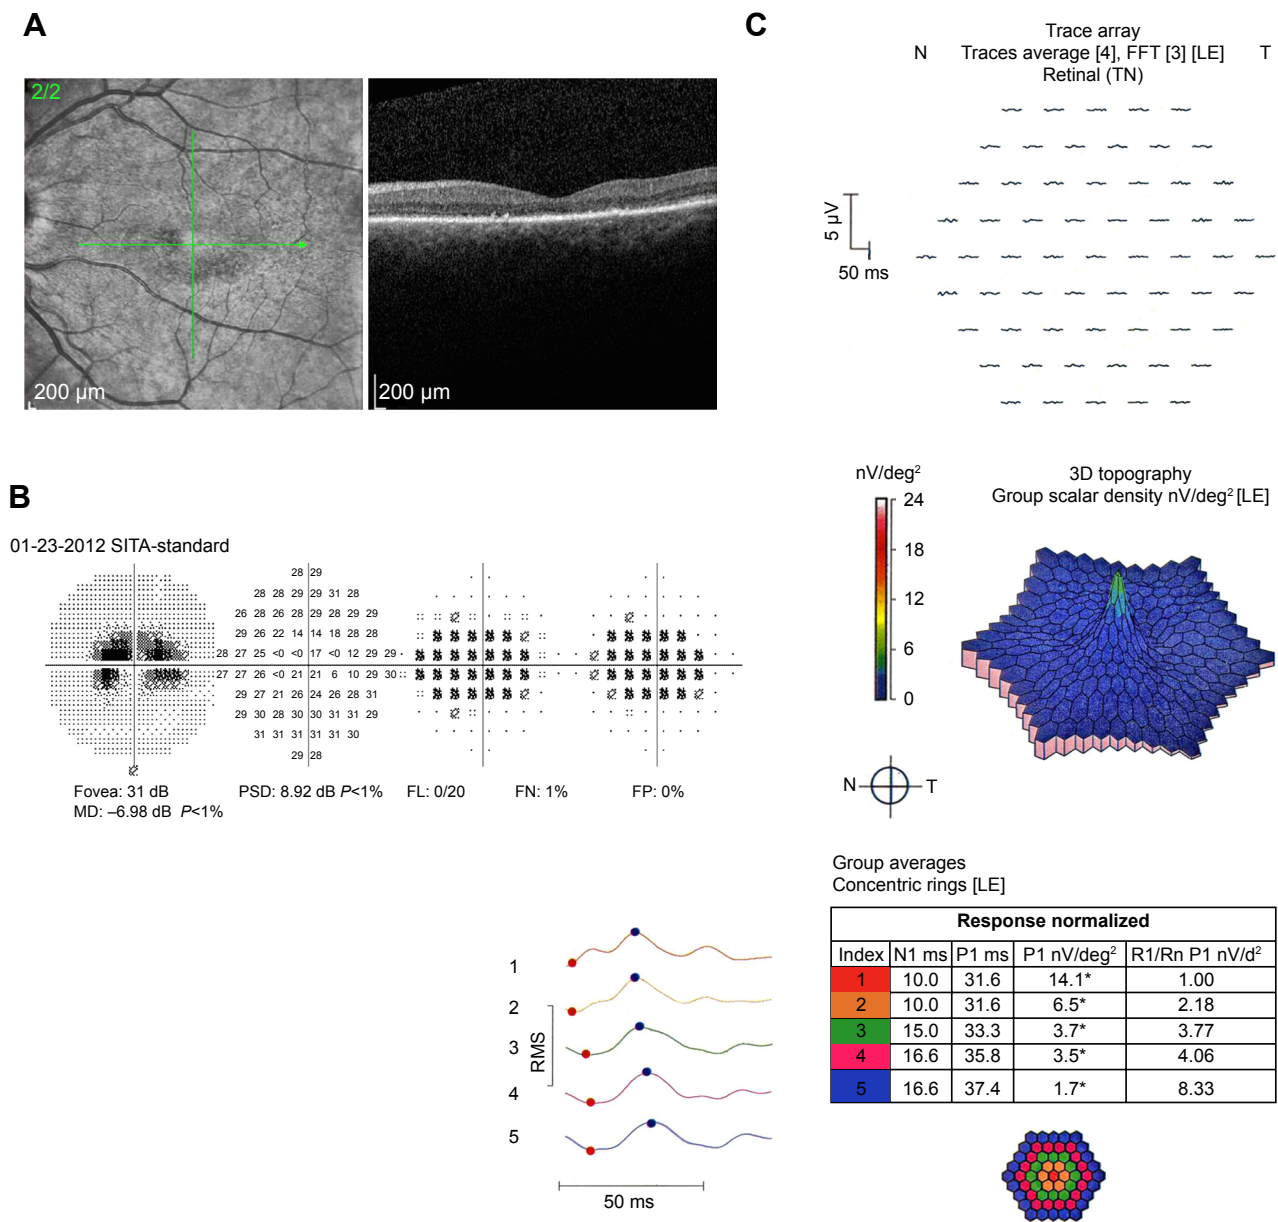 A
2/2
200 µm
200 µm
B
01-23-2012 SITA-standard
28 29
28 28 29 29 31 28
26 28 26 28 29 28 29 29
29 26 22 14 14 18 28 28
28 27 25 <0 <0 17 <0 12 29 29
27 27 26 <0 21 21 6 10 29 30
29 27 21 26 24 26 28 31
29 30 28 30 30 31 31 29
31 31 31 31 31 30
29 28
Fovea: 31 dB
MD: –6.98 dB P<1%
PSD: 8.92 dB P<1%
FL: 0/20
FN: 1%
FP: 0%
1
2
3
4
5
RMS
50 ms
C
Trace array
N Traces average [4], FFT [3] [LE] T
Retinal (TN)
5 µV
50 ms
nV/deg²
24
18
12
6
0
3D topography
Group scalar density nV/deg² [LE]
N T
Group averages
Concentric rings [LE]
Response normalized
Index N1 ms P1 ms P1 nV/deg² R1/Rn P1 nV/d²
1 10.0 31.6 14.1* 1.00
2 10.0 31.6 6.5* 2.18
3 15.0 33.3 3.7* 3.77
4 16.6 35.8 3.5* 4.06
5 16.6 37.4 1.7* 8.33